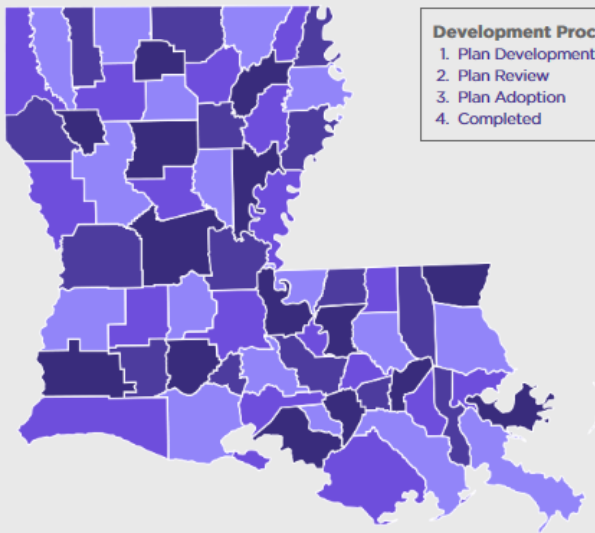 Development Proc
1. Plan Development
2. Plan Review
3. Plan Adoption
4. Completed